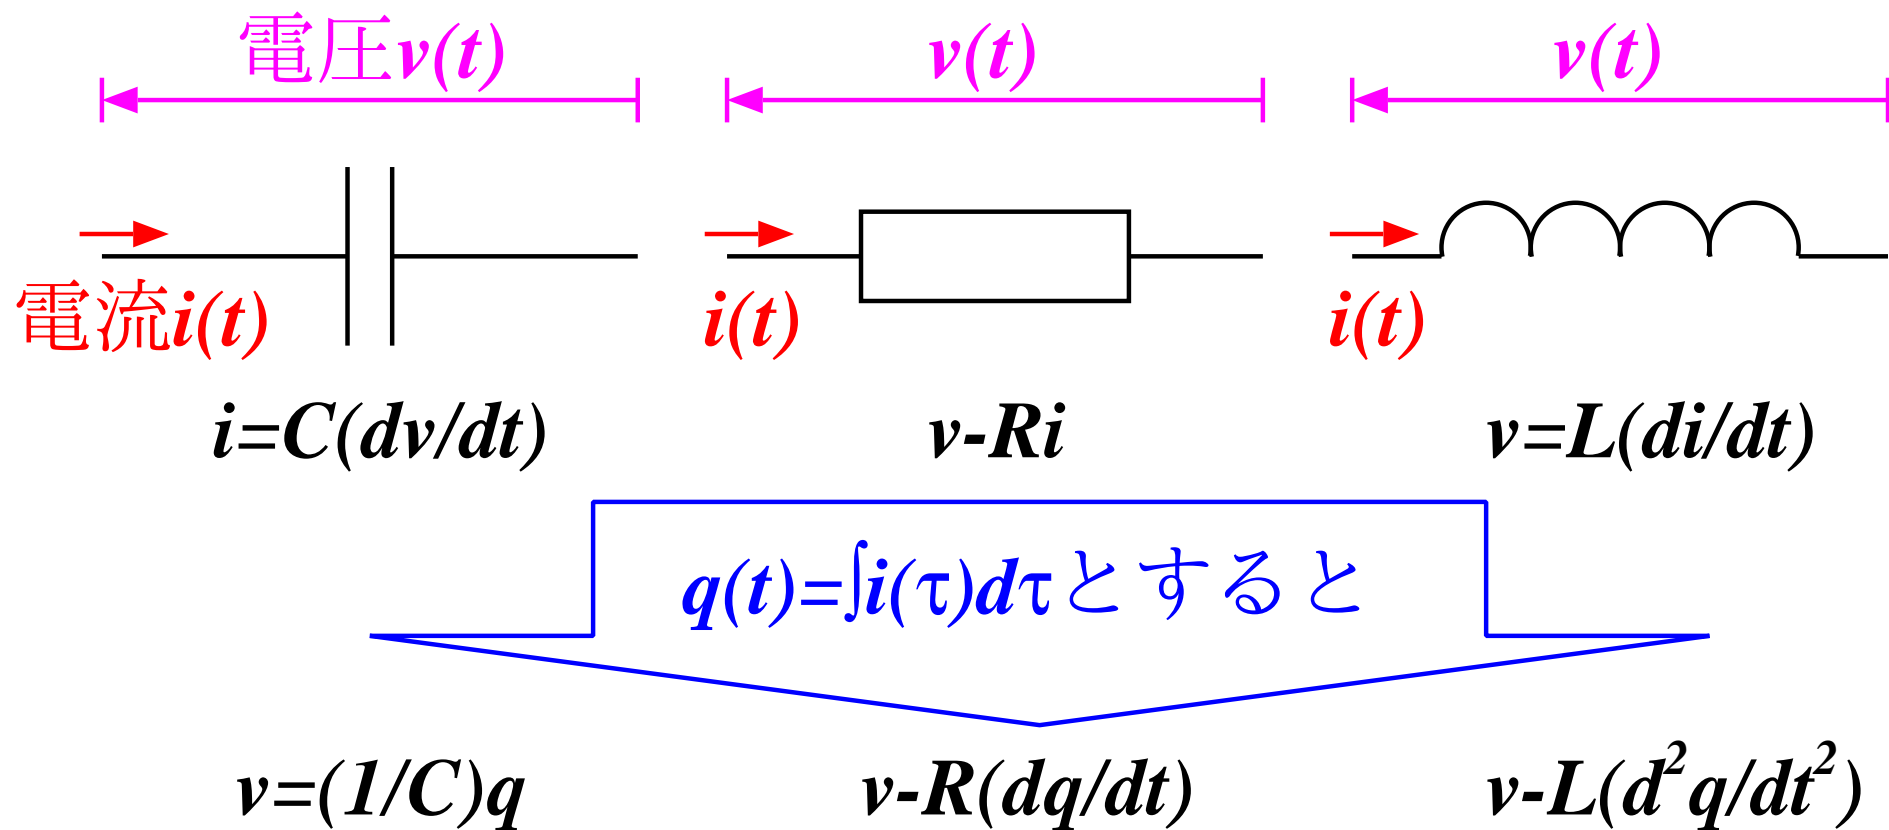 電圧v(t) v(t) v(t)
電流i(t) i(t) i(t)
i=C(dv/dt) v-Ri v=L(di/dt)
q(t)=∫i(τ)dτとすると
v=(1/C)q v-R(dq/dt) v-L(d²q/dt²)